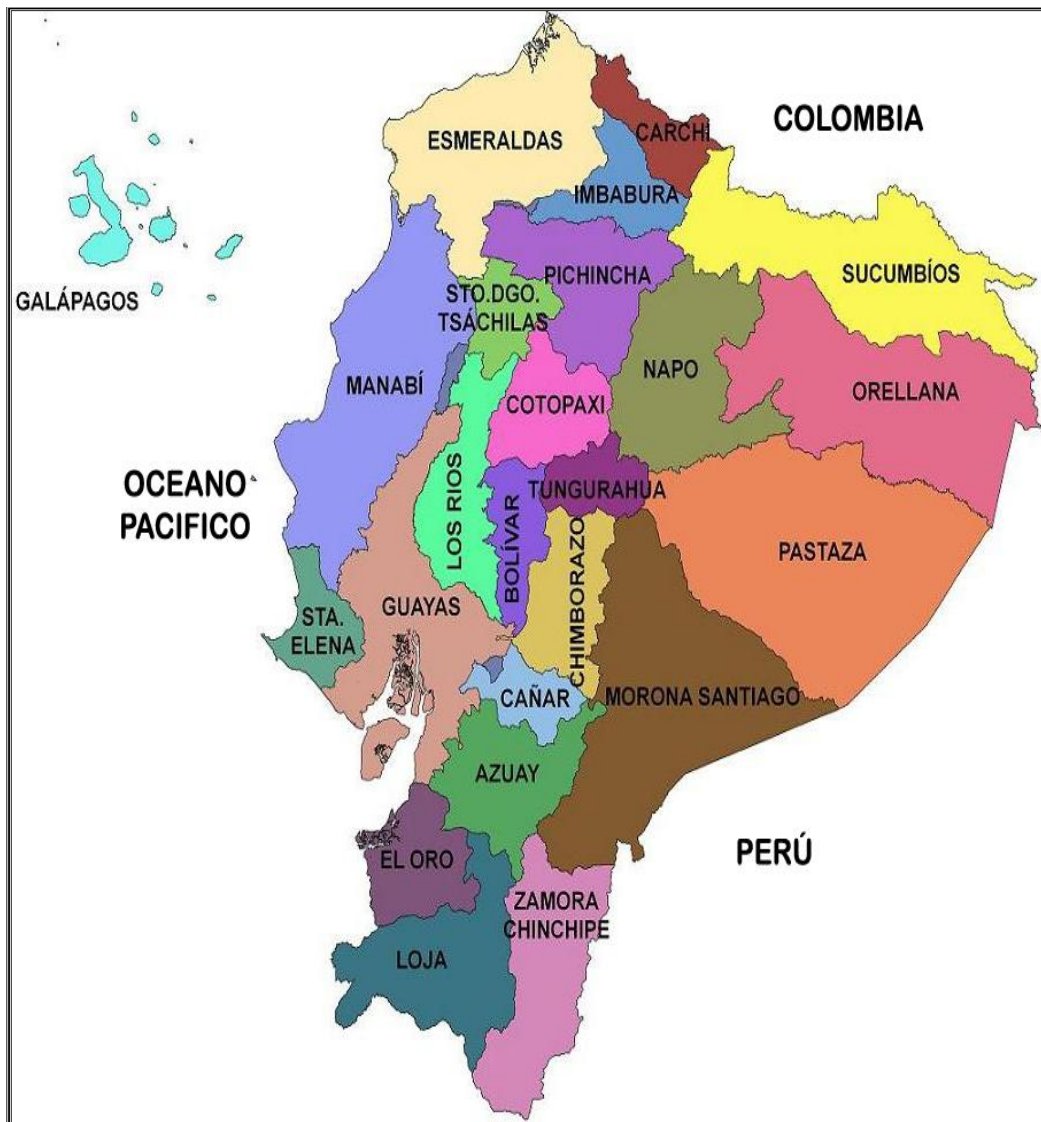 COLOMBIA
CARCHI
ESMERALDAS
IMBABURA
SUCUMBÍOS
PICHINCHA
GALÁPAGOS
STO.DGO.
TSÁCHILAS
NAPO
MANABÍ
ORELLANA
COTOPAXI
OCEANO
PACIFICO
TUNGURAHUA
LOS RIOS
BOLÍVAR
CHIMBORAZO
PASTAZA
GUAYAS
STA.
ELENA
CAÑAR
MORONA SANTIAGO
AZUAY
PERÚ
EL ORO
ZAMORA
CHINCHIPE
LOJA